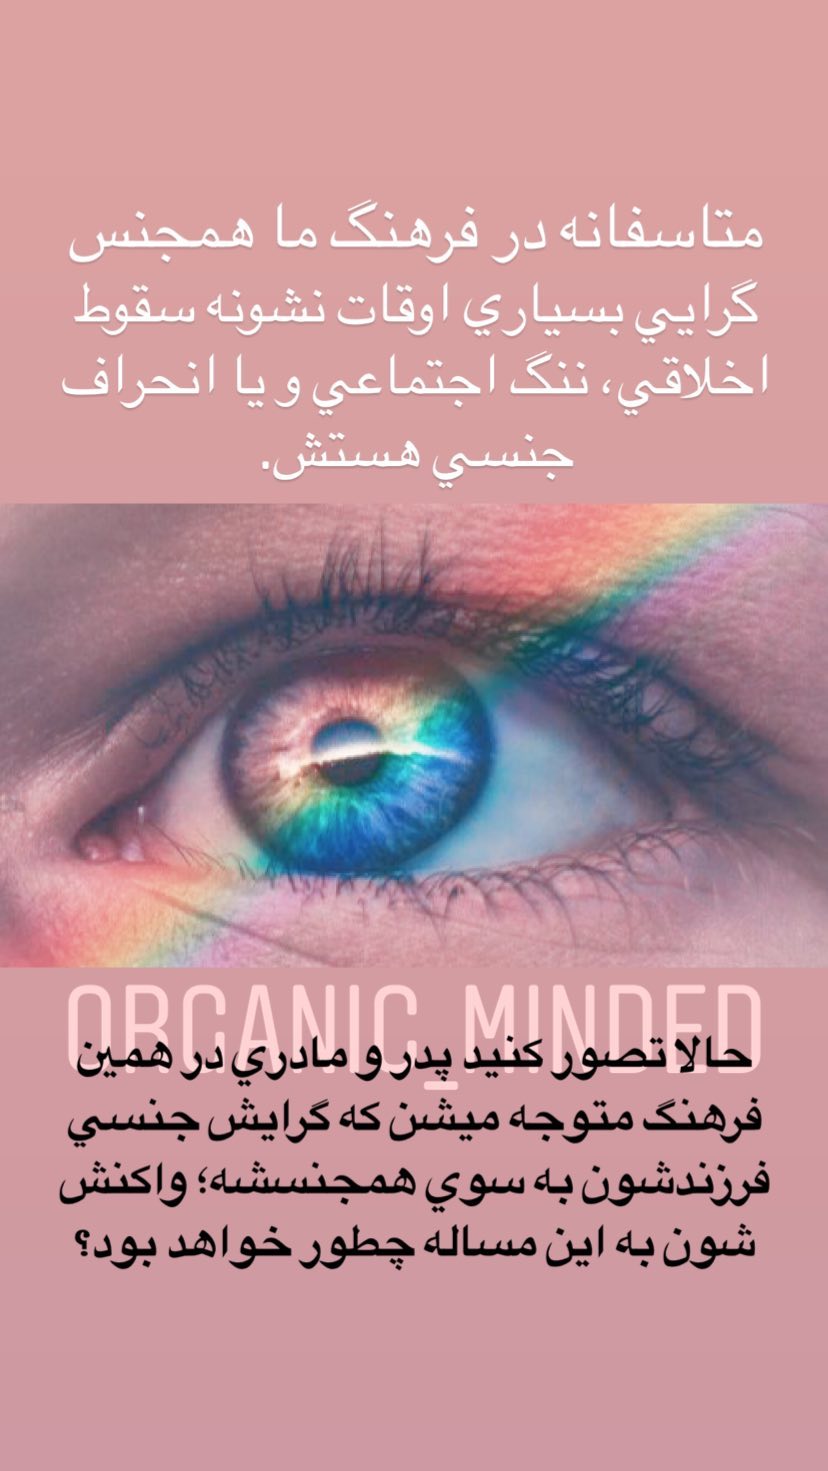 متاسفانه در فرهنگ ما همجنس
گرايي بسياري اوقات نشونه سقوط
اخلاقي، ننگ اجتماعي و يا انحراف
جنسي هستش.
ORGANIC_MINDED
حالا تصور كنيد پدر و مادري در همين
فرهنگ متوجه ميشن كه گرايش جنسي
فرزندشون به سوي همجنسشه؛ واكنش
شون به اين مساله چطور خواهد بود؟